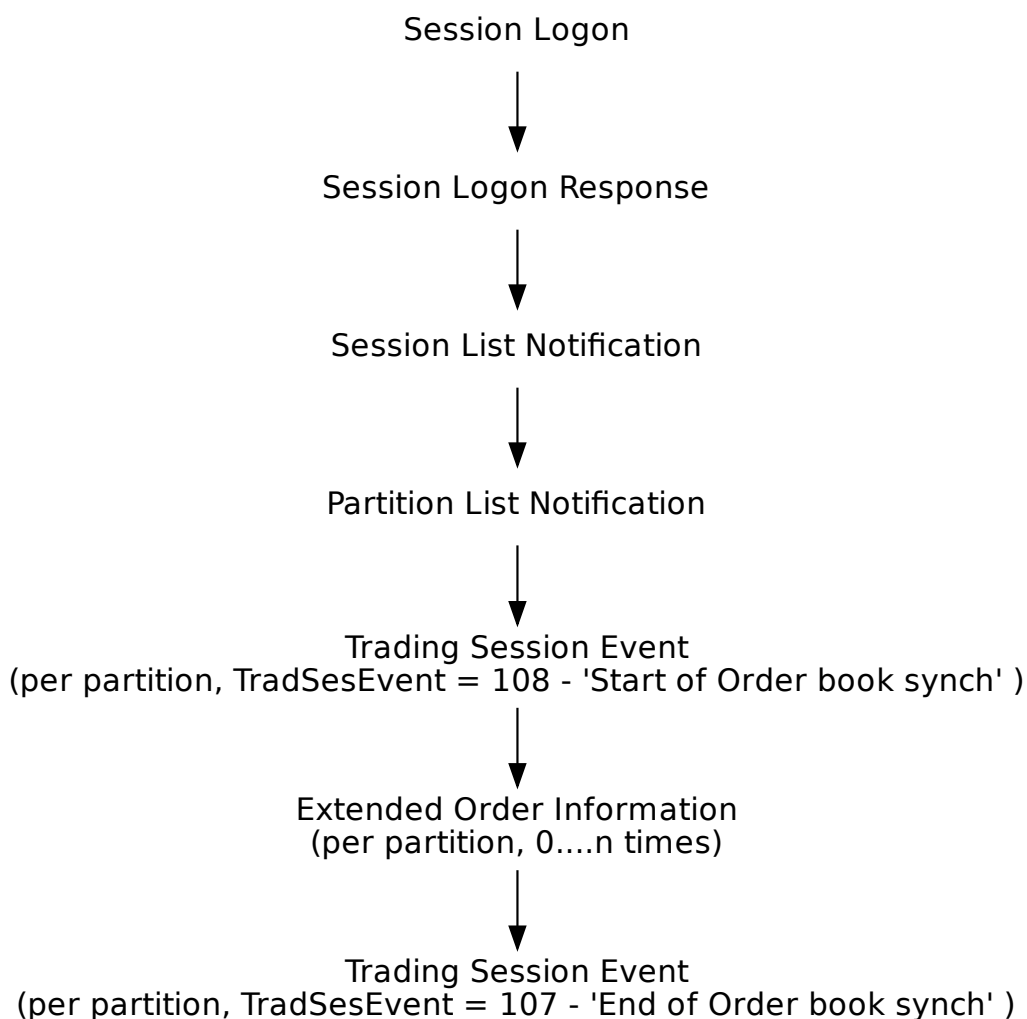 Session Logon
Session Logon Response
Session List Notification
Partition List Notification
Trading Session Event
(per partition, TradSesEvent = 108 - 'Start of Order book synch' )
Extended Order Information
(per partition, 0....n times)
Trading Session Event
(per partition, TradSesEvent = 107 - 'End of Order book synch' )